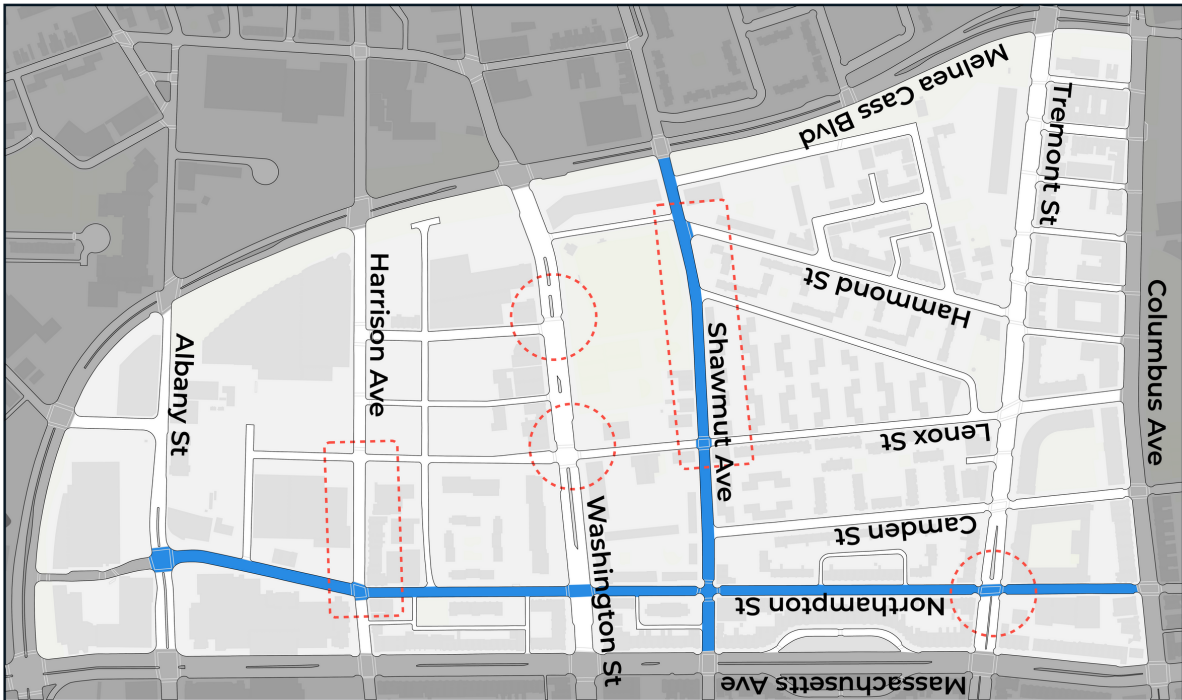 Melnea Cass Blvd
Tremont St
Columbus Ave
Hammond St
Harrison Ave
Albany St
Shawmut Ave
Lenox St
Washington St
Camden St
Northampton St
Massachusetts Ave